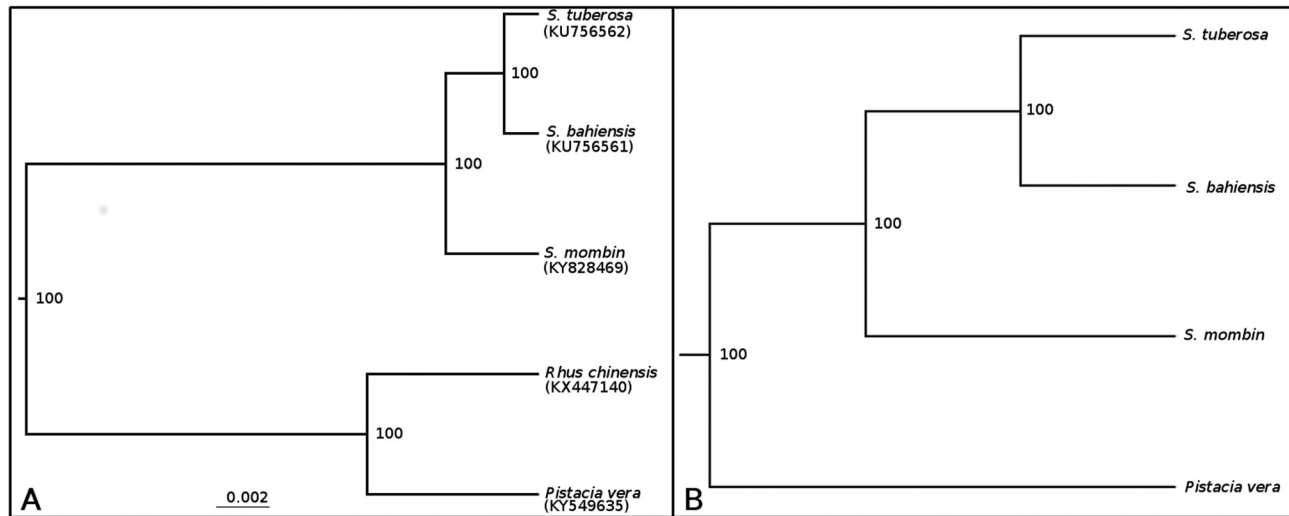 S. tuberosa
(KU756562)
100
S. bahiensis
(KU756561)
100
S. mombin
(KY828469)
100
Rhus chinensis
(KX447140)
100
Pistacia vera
(KY549635)
0.002
A
S. tuberosa
100
S. bahiensis
100
S. mombin
100
Pistacia vera
B